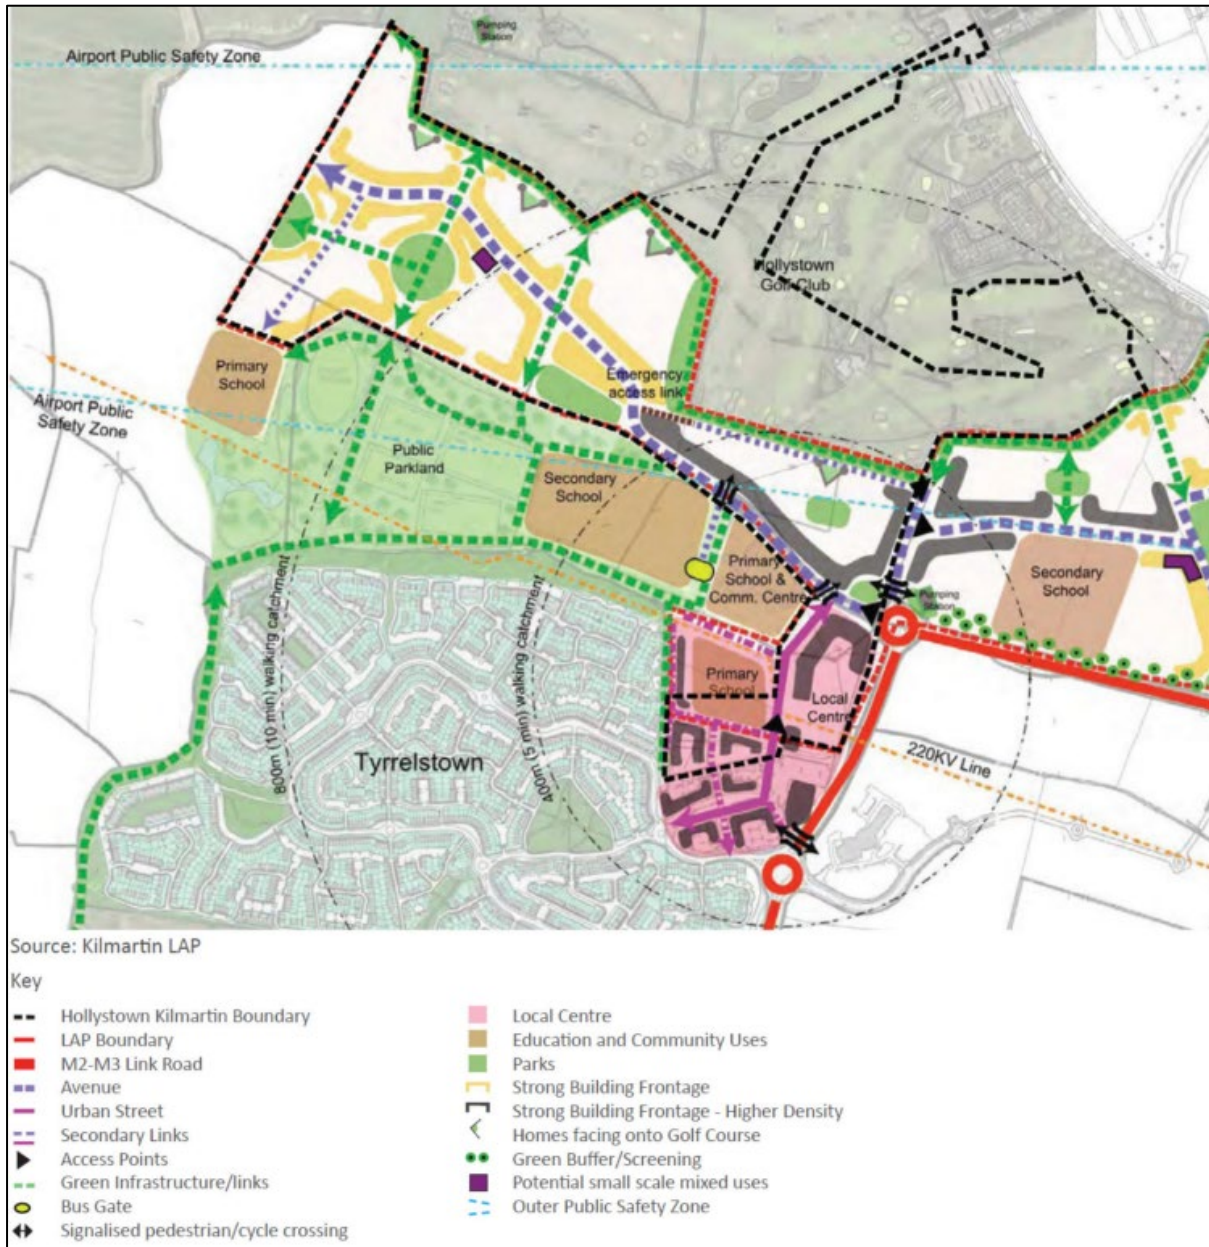 Pumping
Station
Airport Public Safety Zone
Hollystown
Golf Club
Emergency
access link
Primary
School
Airport Public
Safety Zone
Public
Parkland
Secondary
School
Primary
School &
Comm. Centre
Secondary
School
Pumping
Station
800m (10 min) walking catchment
400m (5 min) walking catchment
Primary
School
Local
Centre
Tyrrelstown
220KV Line
Source: Kilmartin LAP
Key
Hollystown Kilmartin Boundary
LAP Boundary
M2-M3 Link Road
Avenue
Urban Street
Secondary Links
Access Points
Green Infrastructure/links
Bus Gate
Signalised pedestrian/cycle crossing
Local Centre
Education and Community Uses
Parks
Strong Building Frontage
Strong Building Frontage - Higher Density
Homes facing onto Golf Course
Green Buffer/Screening
Potential small scale mixed uses
Outer Public Safety Zone